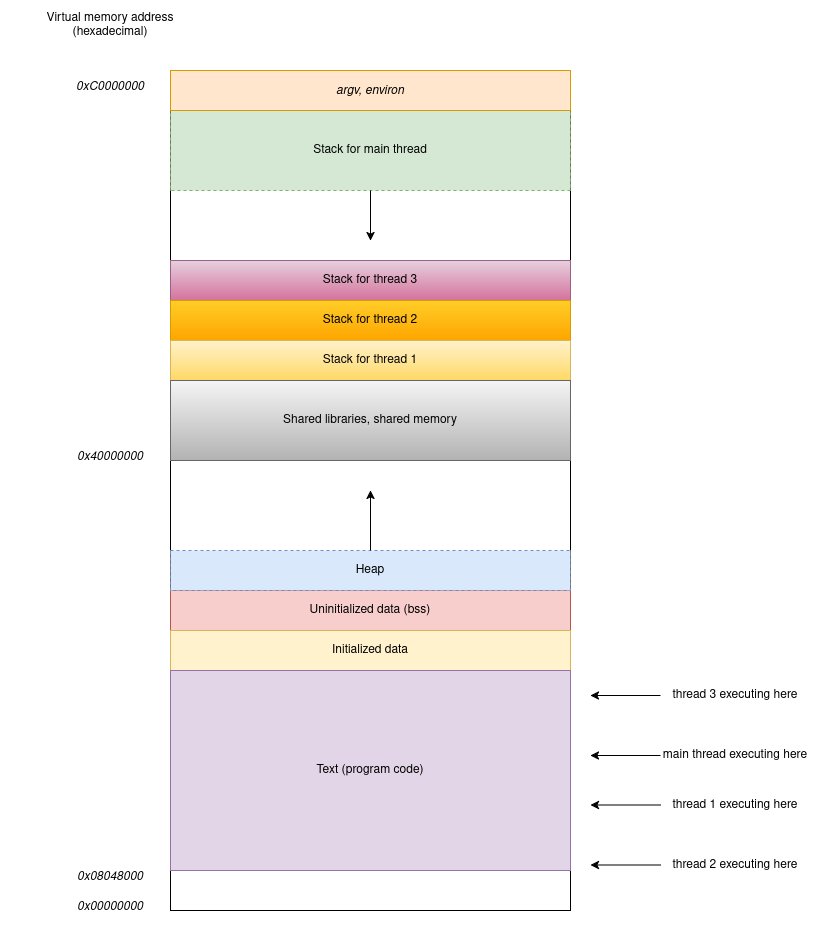 Virtual memory address
(hexadecimal)
0xC0000000
argv, environ
Stack for main thread
Stack for thread 3
Stack for thread 2
Stack for thread 1
Shared libraries, shared memory
0x40000000
Heap
Uninitialized data (bss)
Initialized data
thread 3 executing here
main thread executing here
Text (program code)
thread 1 executing here
thread 2 executing here
0x08048000
0x00000000